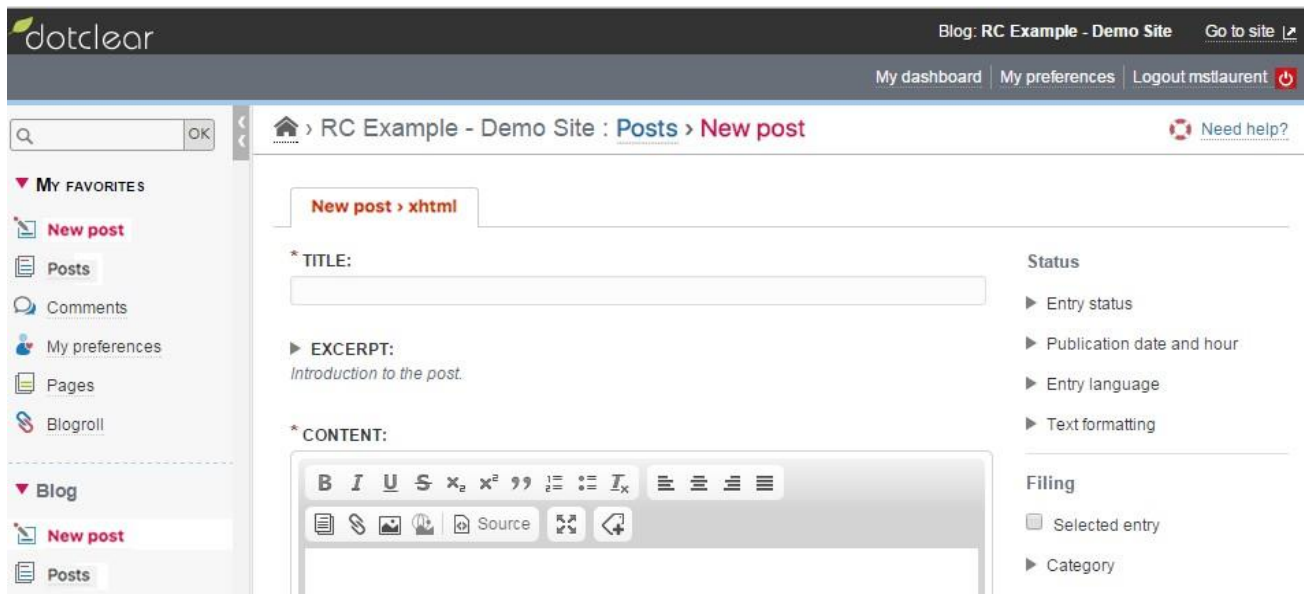 dotclear
Blog: RC Example - Demo Site Go to site
My dashboard My preferences Logout mstlaurent
OK
› RC Example - Demo Site : Posts › New post
Need help?
MY FAVORITES
New post
Posts
Comments
My preferences
Pages
Blogroll
Blog
New post
Posts
New post › xhtml
* TITLE:
EXCERPT:
Introduction to the post.
* CONTENT:
B I U S x₂ x² Tx
Source
Status
Entry status
Publication date and hour
Entry language
Text formatting
Filing
Selected entry
Category